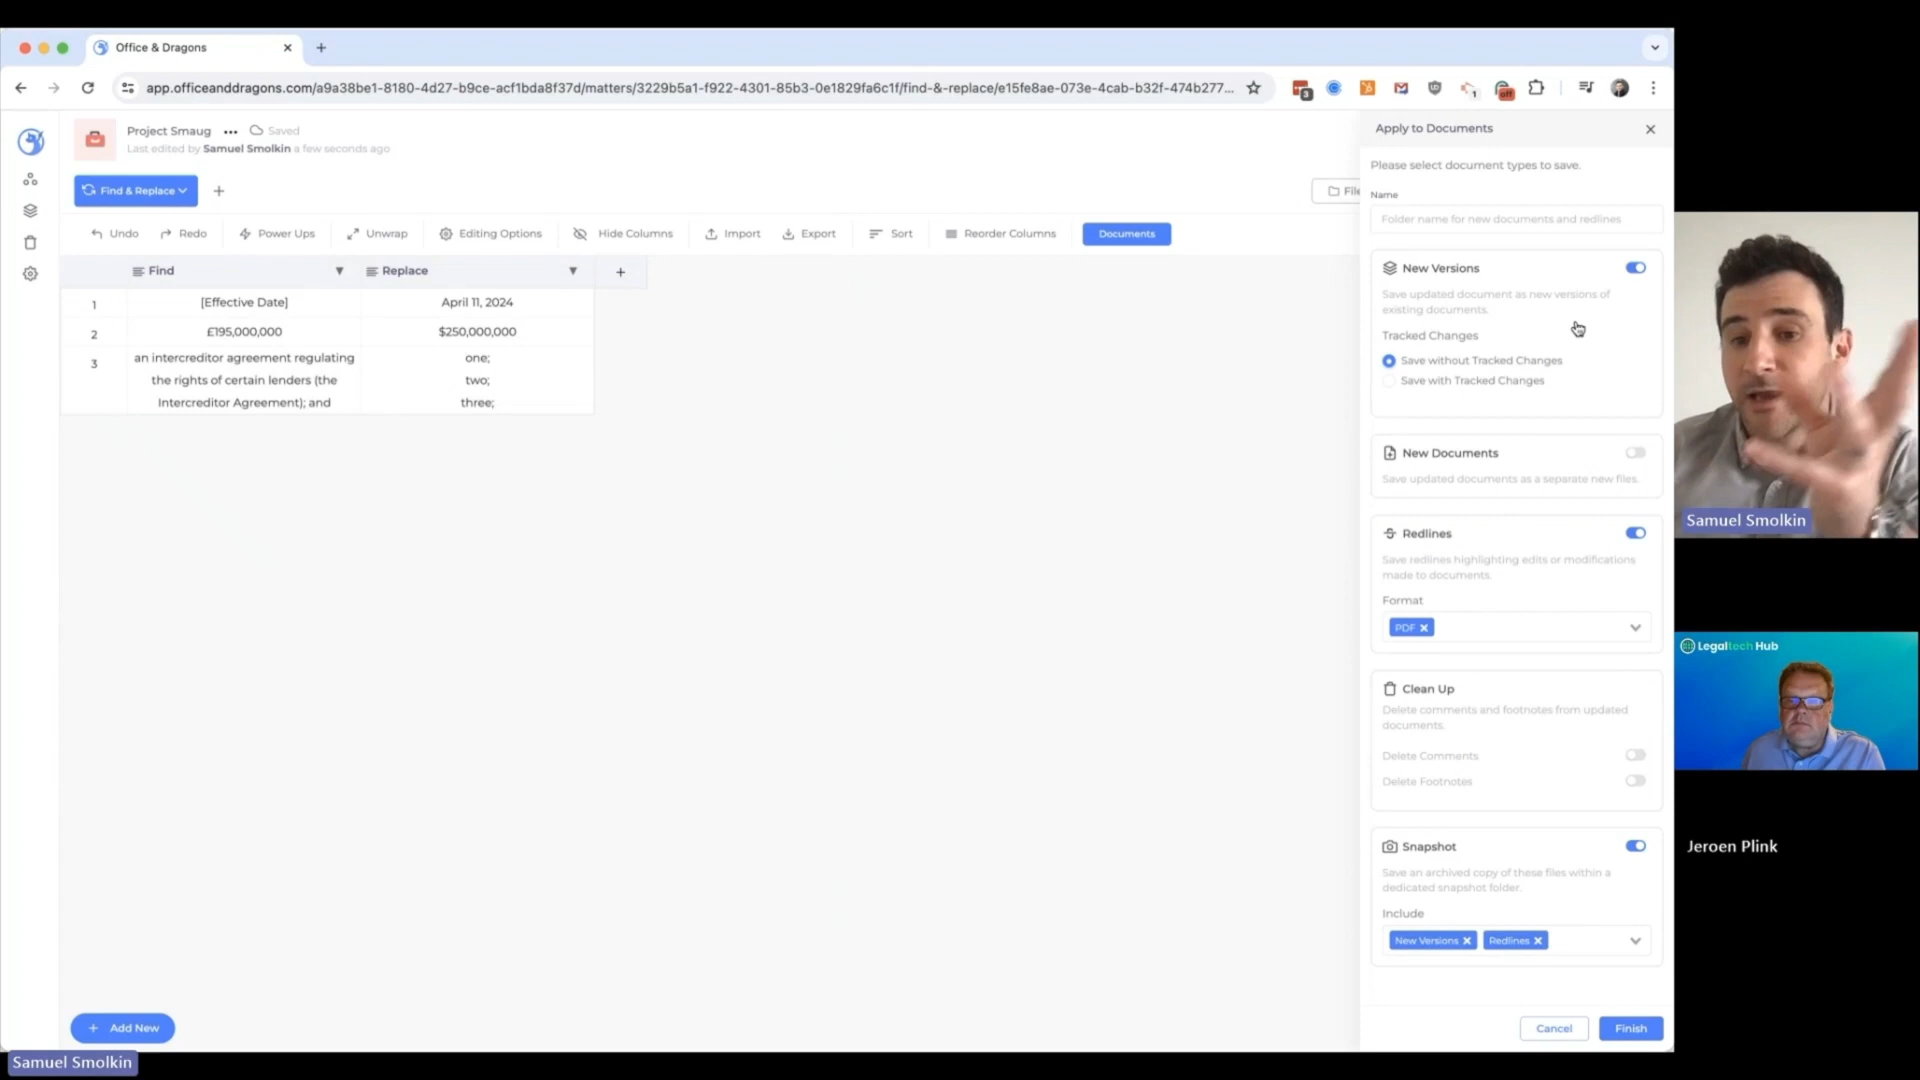 Office & Dragons
app.officeanddragons.com/a9a38be1-8180-4d27-b9ce-acf1bda8f37d/matters/3229b5a1-f922-4301-85b3-0e1829fa6c1f/find-&-replace/e15fe8ae-073e-4cab-b32f-474b277...
3
1
off
Project Smaug
Saved
Last edited by Samuel Smolkin a few seconds ago
Find & Replace
File
Undo
Redo
Power Ups
Unwrap
Editing Options
Hide Columns
Import
Export
Sort
Reorder Columns
Documents
Find
Replace
1
[Effective Date]
April 11, 2024
2
£195,000,000
$250,000,000
3
an intercreditor agreement regulating
the rights of certain lenders (the
Intercreditor Agreement); and
one;
two;
three;
Add New
Apply to Documents
Please select document types to save.
Name
Folder name for new documents and redlines
New Versions
Save updated document as new versions of
existing documents.
Tracked Changes
Save without Tracked Changes
Save with Tracked Changes
New Documents
Save updated documents as a separate new files.
Redlines
Save redlines highlighting edits or modifications
made to documents.
Format
PDF
Clean Up
Delete comments and footnotes from updated
documents.
Delete Comments
Delete Footnotes
Snapshot
Save an archived copy of these files within a
dedicated snapshot folder.
Include
New Versions
Redlines
Cancel
Finish
Samuel Smolkin
Legaltech Hub
Jeroen Plink
Samuel Smolkin